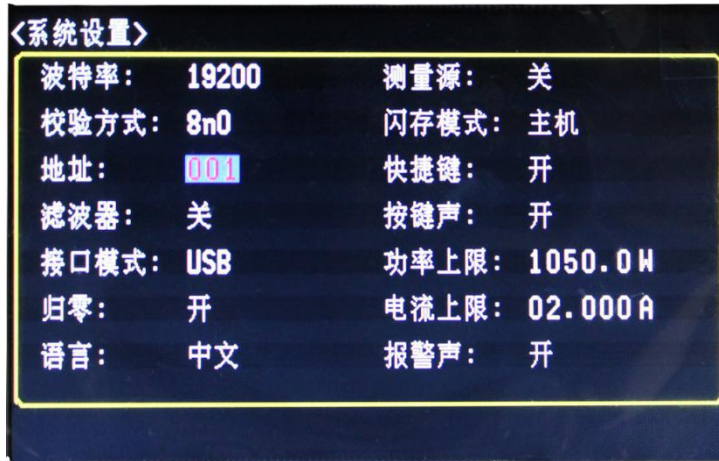 <系统设置>
波特率: 19200 测量源: 关
校验方式: 8n0 闪存模式: 主机
地址: 001 快捷键: 开
滤波器: 关 按键声: 开
接口模式: USB 功率上限: 1050.0W
归零: 开 电流上限: 02.000A
语言: 中文 报警声: 开